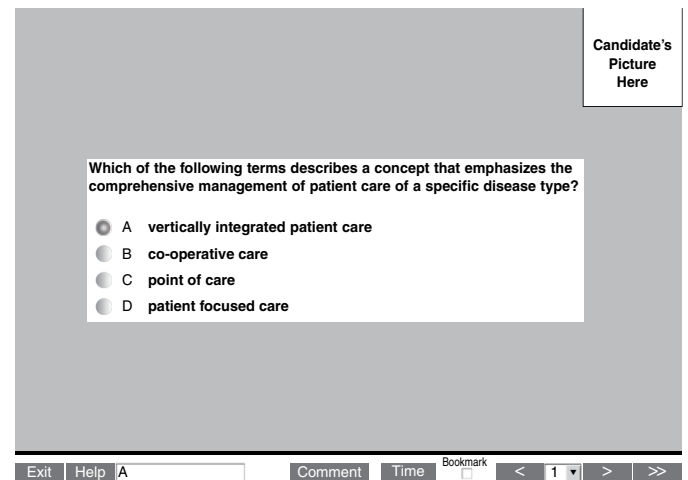 Candidate's
Picture
Here
Which of the following terms describes a concept that emphasizes the
comprehensive management of patient care of a specific disease type?
A vertically integrated patient care
B co-operative care
C point of care
D patient focused care
Bookmark
Exit Help A Comment Time < 1 > >>